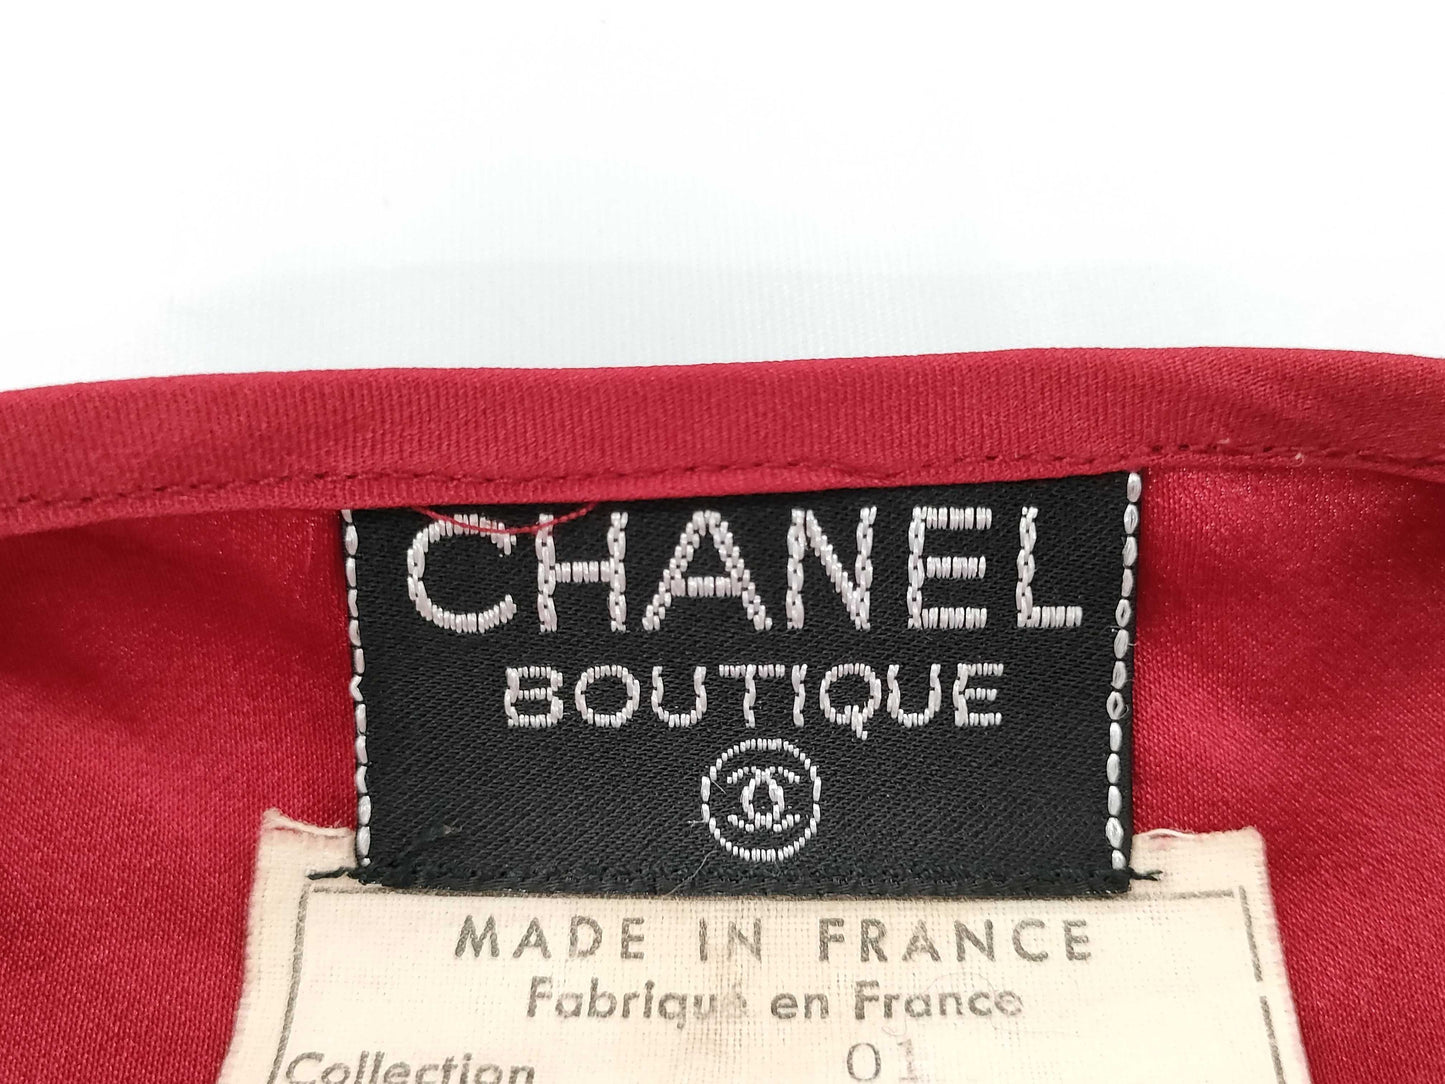 CHANEL
BOUTIQUE
MADE IN FRANCE
Fabriqué en France
Collection 01